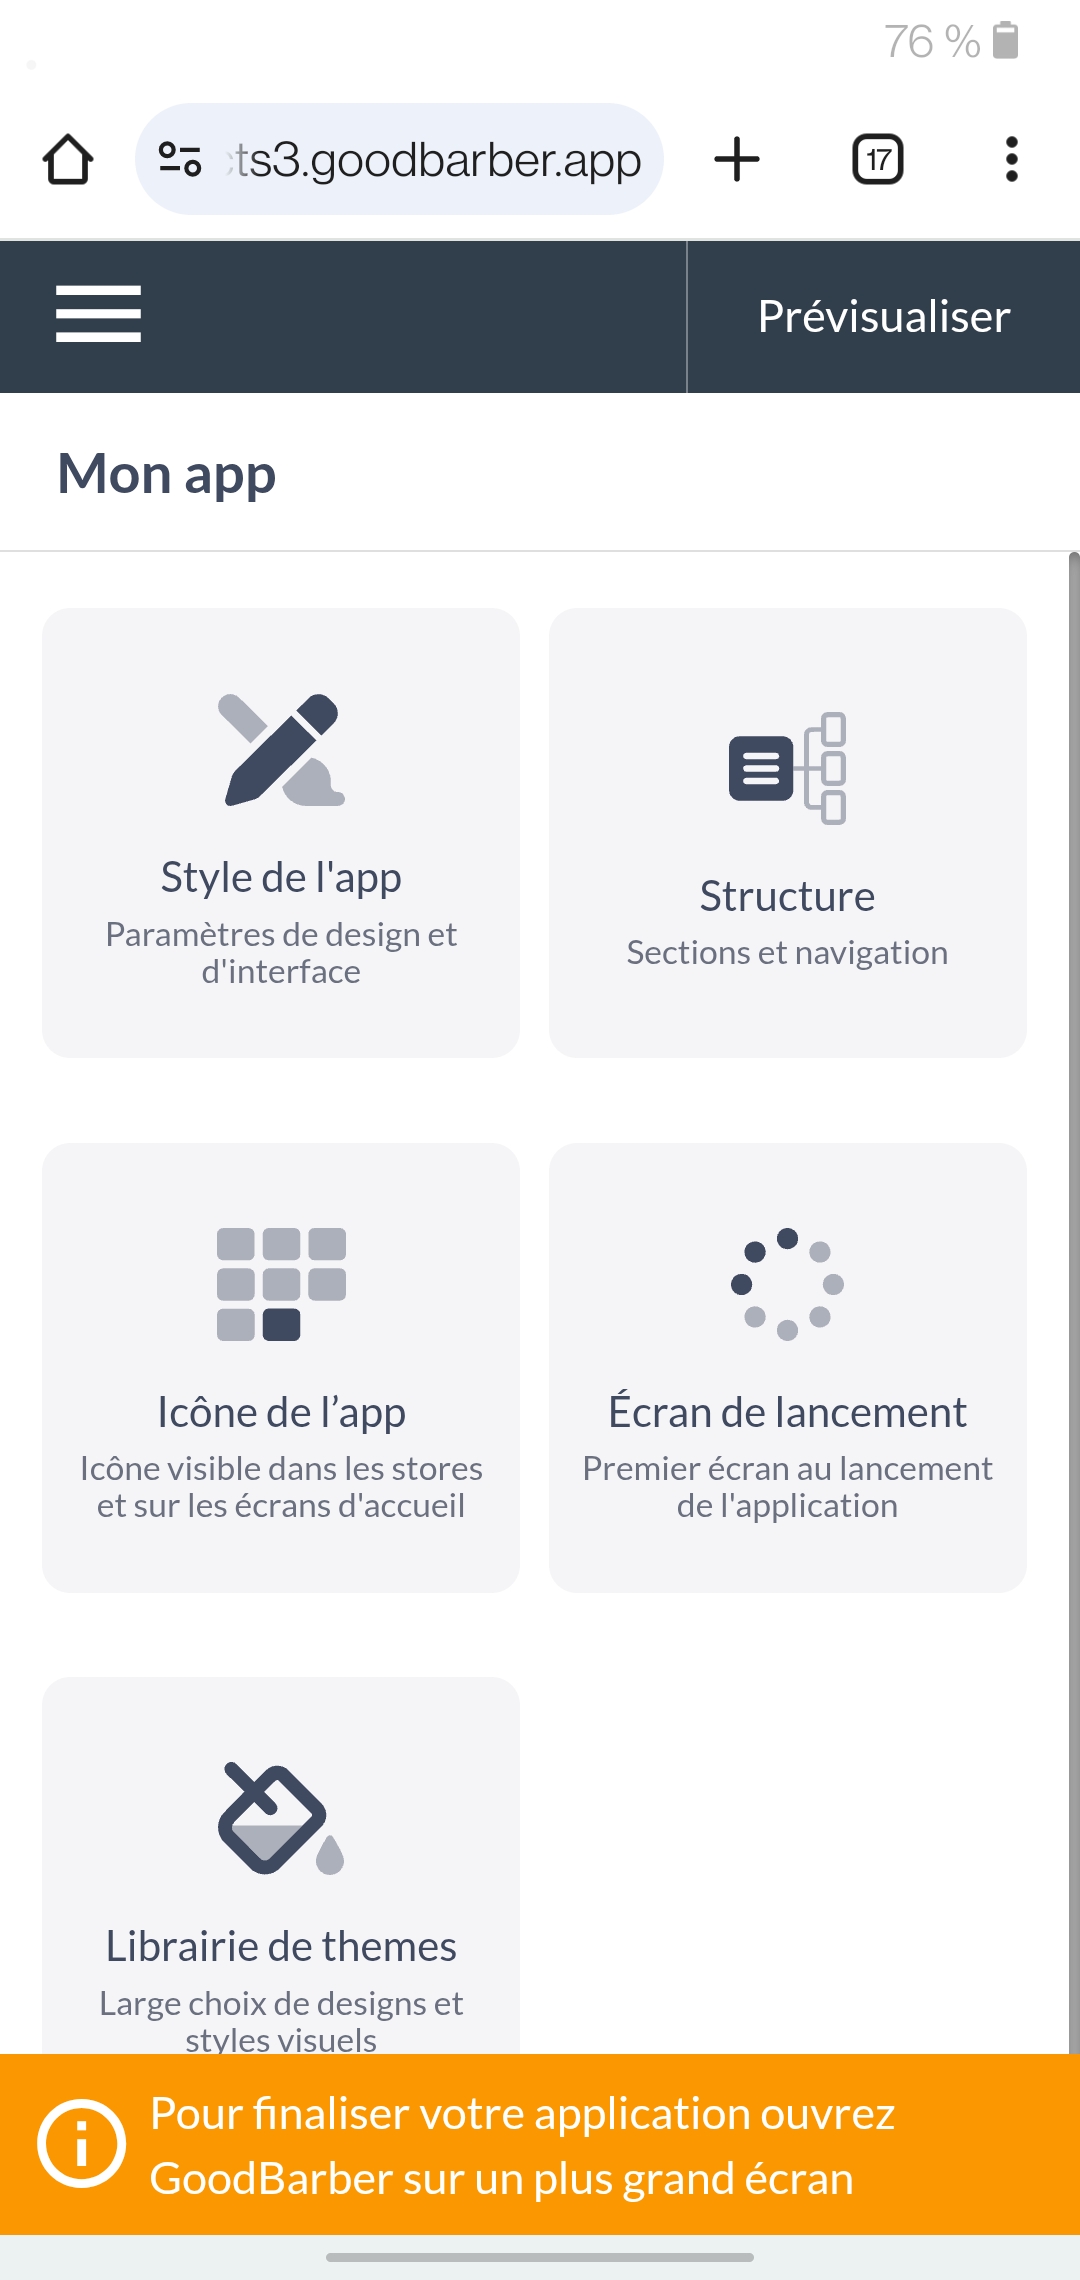 76 %
ts3.goodbarber.app
17
Prévisualiser
Mon app
Style de l'app
Paramètres de design et
d'interface
Structure
Sections et navigation
Icône de l’app
Icône visible dans les stores
et sur les écrans d'accueil
Écran de lancement
Premier écran au lancement
de l'application
Librairie de themes
Large choix de designs et
styles visuels
Pour finaliser votre application ouvrez
GoodBarber sur un plus grand écran